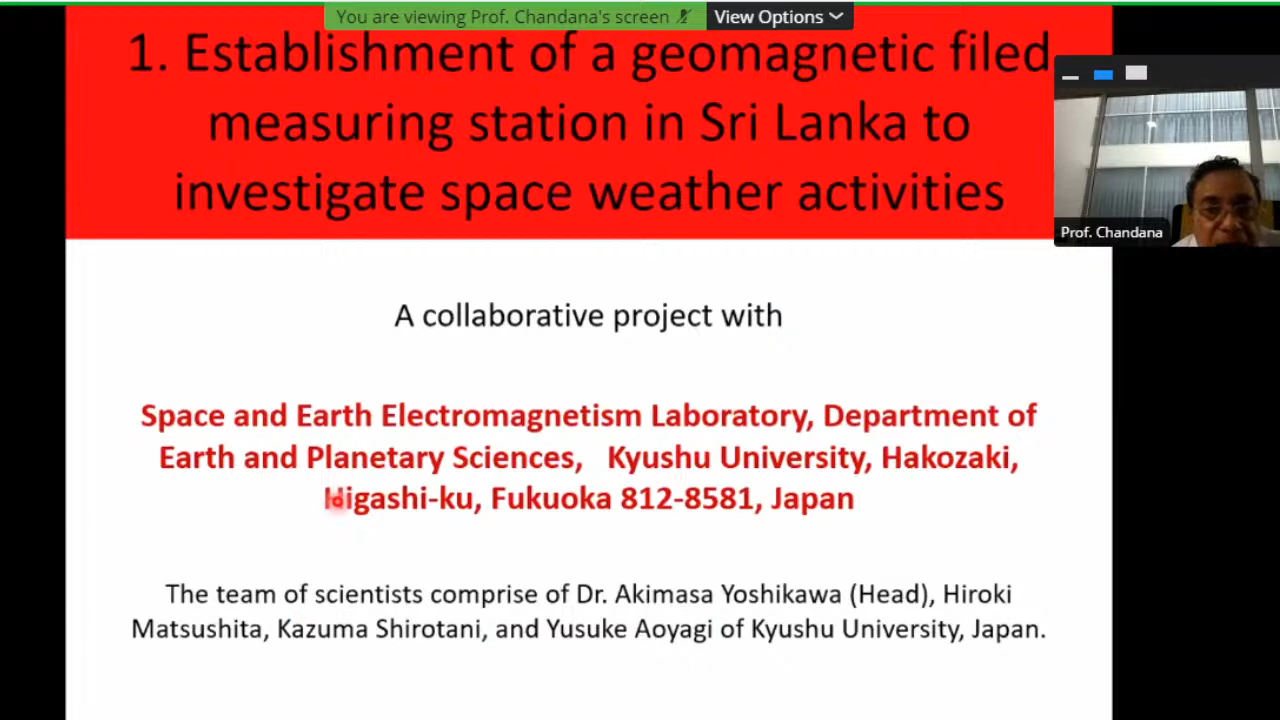 You are viewing Prof. Chandana's screen
View Options
1. Establishment of a geomagnetic filed
measuring station in Sri Lanka to
investigate space weather activities
Prof. Chandana
A collaborative project with
Space and Earth Electromagnetism Laboratory, Department of
Earth and Planetary Sciences, Kyushu University, Hakozaki,
Higashi-ku, Fukuoka 812-8581, Japan
The team of scientists comprise of Dr. Akimasa Yoshikawa (Head), Hiroki
Matsushita, Kazuma Shirotani, and Yusuke Aoyagi of Kyushu University, Japan.